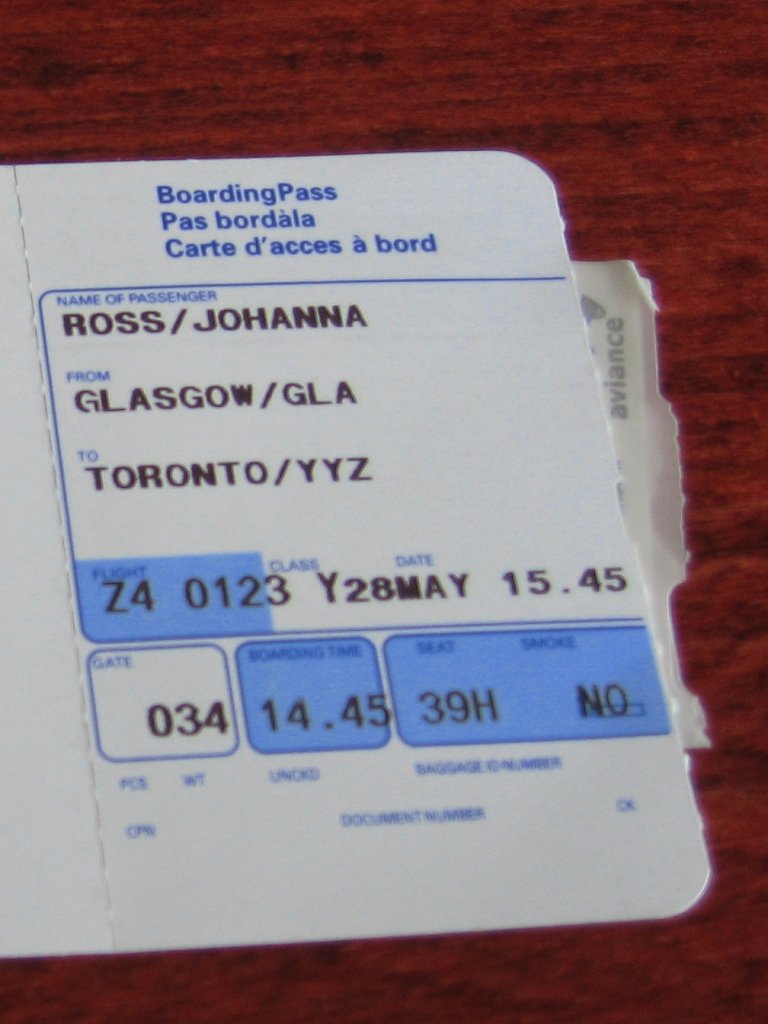 BoardingPass
Pas bordàla
Carte d'acces à bord
NAME OF PASSENGER
ROSS/JOHANNA
FROM
GLASGOW/GLA
TO
TORONTO/YYZ
FLIGHT CLASS DATE
Z4 0123 Y28MAY 15.45
GATE BOARDING TIME SEAT SMOKE
034 14.45 39H NO
PCS WT UNCKD BAGGAGE ID NUMBER
CPN DOCUMENT NUMBER CK
aviance